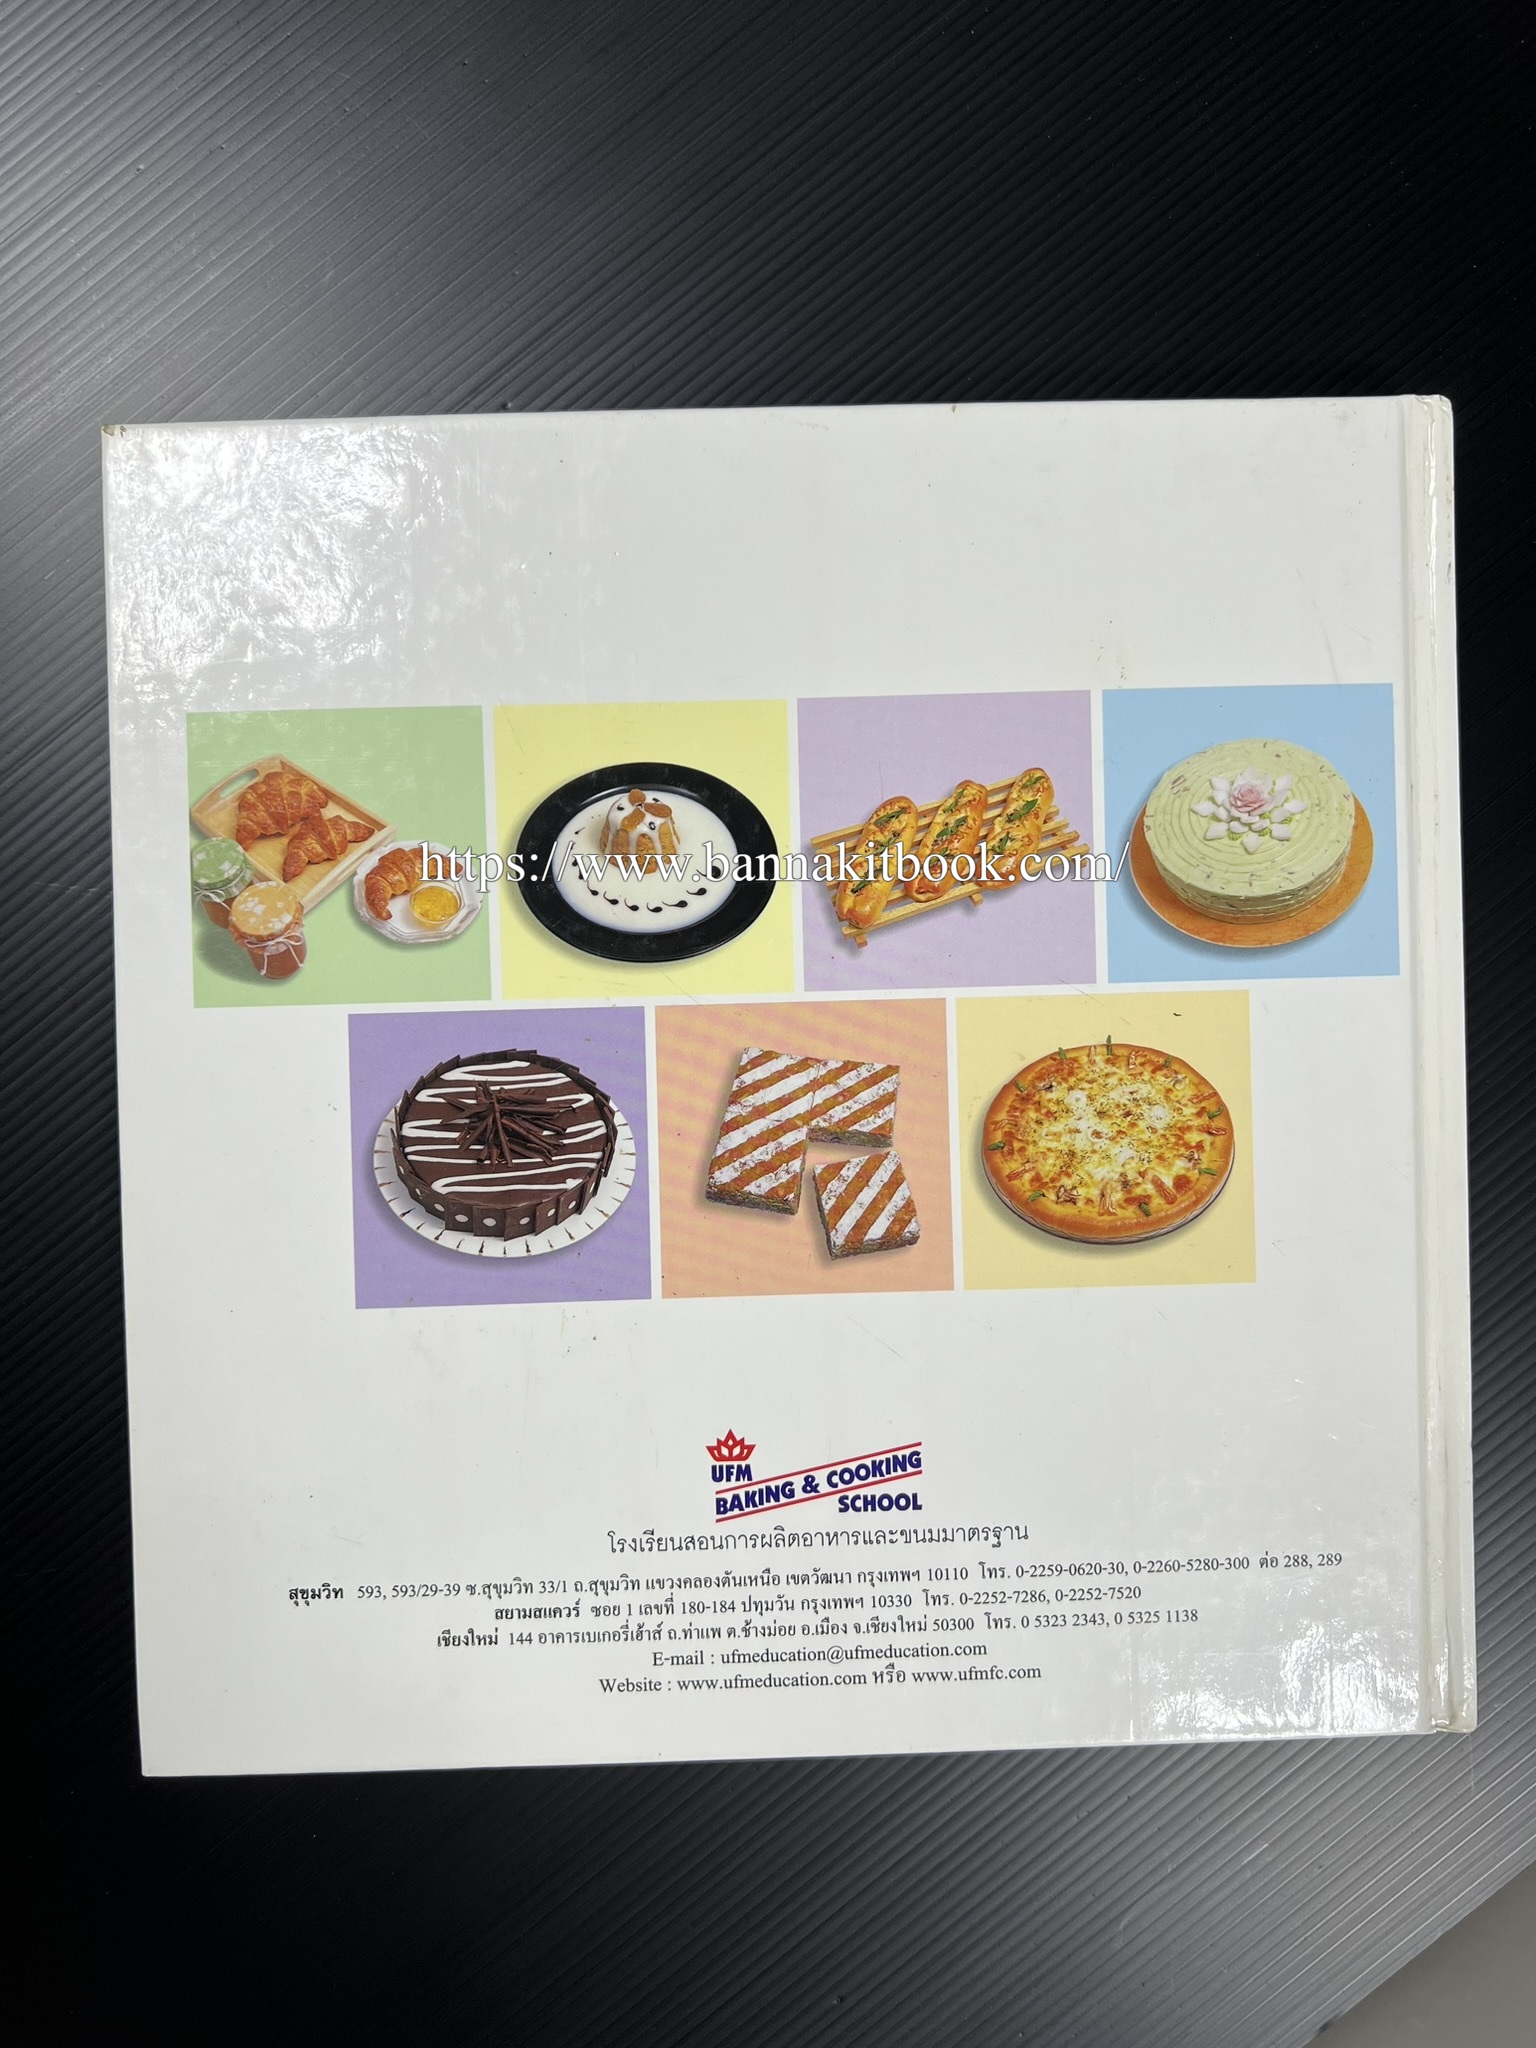 https://www.bannakitbook.com/
UFM
BAKING & COOKING
SCHOOL
โรงเรียนสอนการผลิตอาหารและขนมมาตรฐาน
สุขุมวิท 593, 593/29-39 ซ.สุขุมวิท 33/1 ถ.สุขุมวิท แขวงคลองตันเหนือ เขตวัฒนา กรุงเทพฯ 10110 โทร. 0-2259-0620-30, 0-2260-5280-300 ต่อ 288, 289
สยามสแควร์ ซอย 1 เลขที่ 180-184 ปทุมวัน กรุงเทพฯ 10330 โทร. 0-2252-7286, 0-2252-7520
เชียงใหม่ 144 อาคารเบเกอรี่เฮ้าส์ ถ.ท่าแพ ต.ช้างม่อย อ.เมือง จ.เชียงใหม่ 50300 โทร. 0 5323 2343, 0 5325 1138
E-mail : ufmeducation@ufmeducation.com
Website : www.ufmeducation.com หรือ www.ufmfc.com